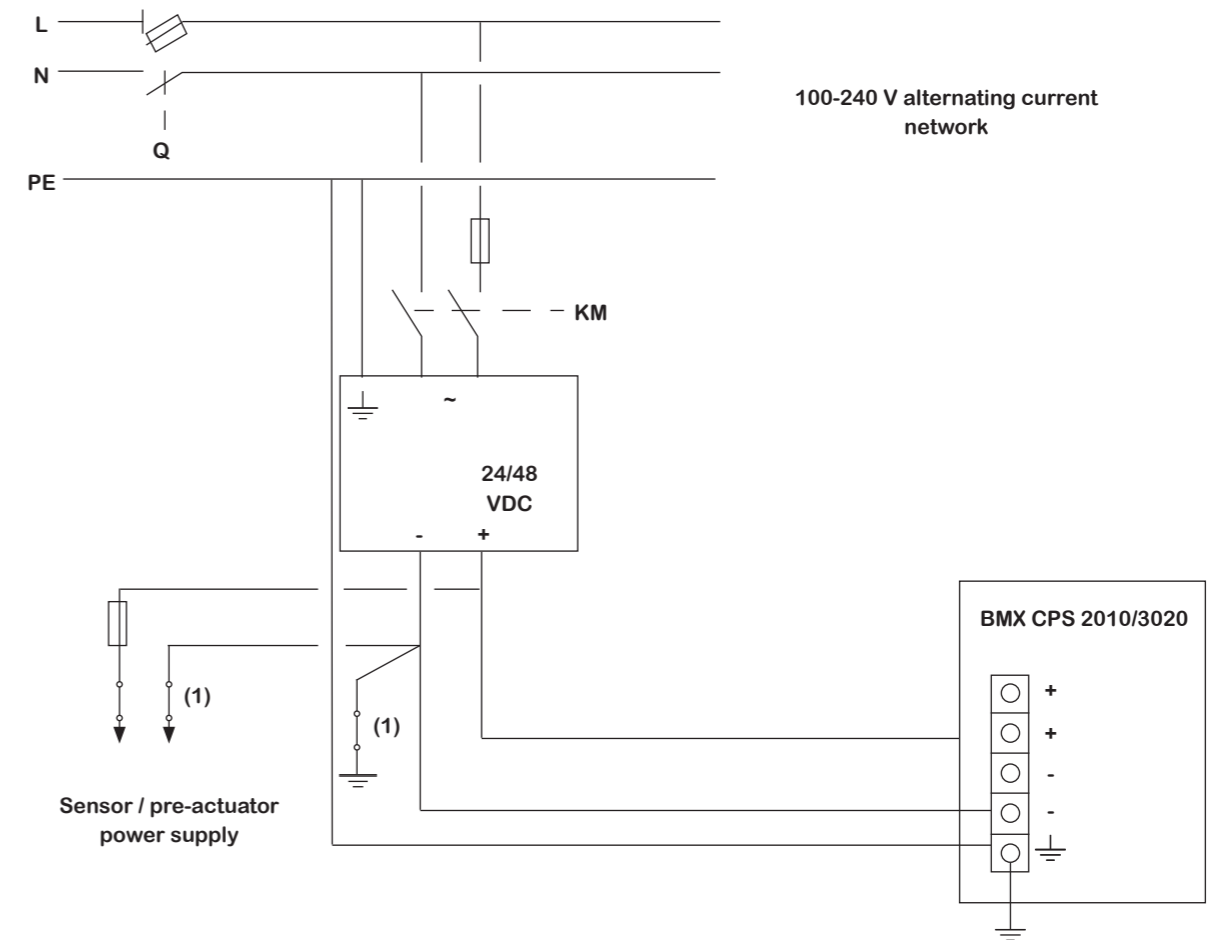 L
N
100-240 V alternating current
network
Q
PE
KM
~
24/48
VDC
- +
BMX CPS 2010/3020
+
(1)
+
(1)
-
Sensor / pre-actuator
power supply
-